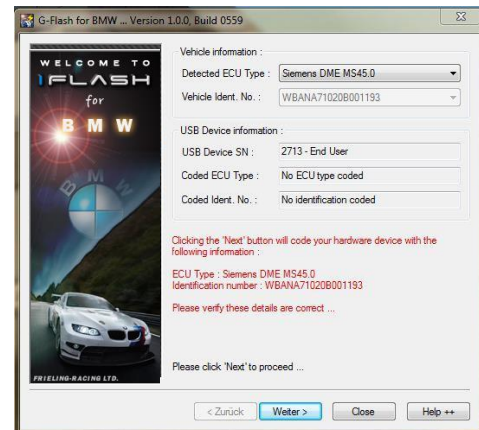 G-Flash for BMW ... Version 1.0.0, Build 0559
WELCOME TO
IFLASH
for
BMW
FRIELING-RACING LTD.
Vehicle information :
Detected ECU Type : Siemens DME MS45.0
Vehicle Ident. No. : WBANA71020B001193
USB Device information :
USB Device SN : 2713 - End User
Coded ECU Type : No ECU type coded
Coded Ident. No. : No identification coded
Clicking the 'Next' button will code your hardware device with the
following information :
ECU Type : Siemens DME MS45.0
Identification number : WBANA71020B001193
Please verify these details are correct ...
Please click 'Next' to proceed ...
< Zurück
Weiter >
Close
Help ++